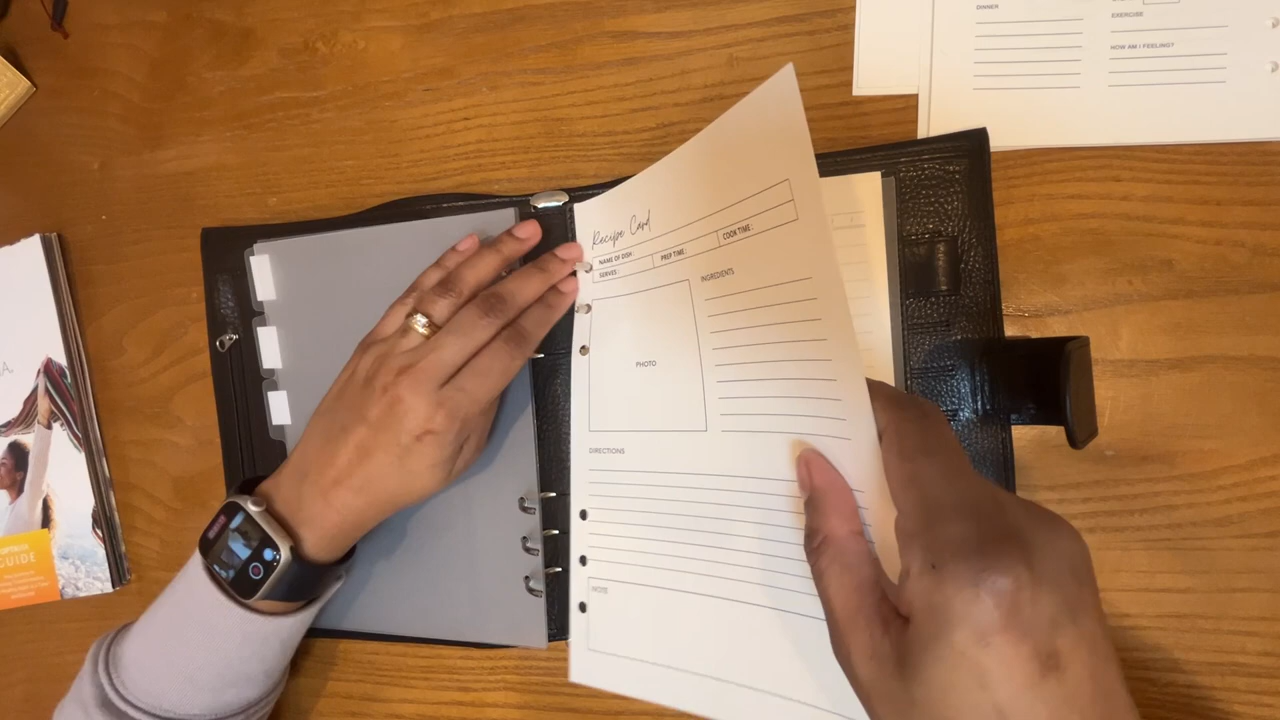 DINNER
EXERCISE
HOW AM I FEELING?
Recipe Card
NAME OF DISH :
SERVES :
PREP TIME :
COOK TIME :
INGREDIENTS
PHOTO
DIRECTIONS
NOTE
GUIDE